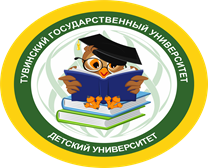 ТУВИНСКИЙ ГОСУДАРСТВЕННЫЙ УНИВЕРСИТЕТ
ДЕТСКИЙ УНИВЕРСИТЕТ